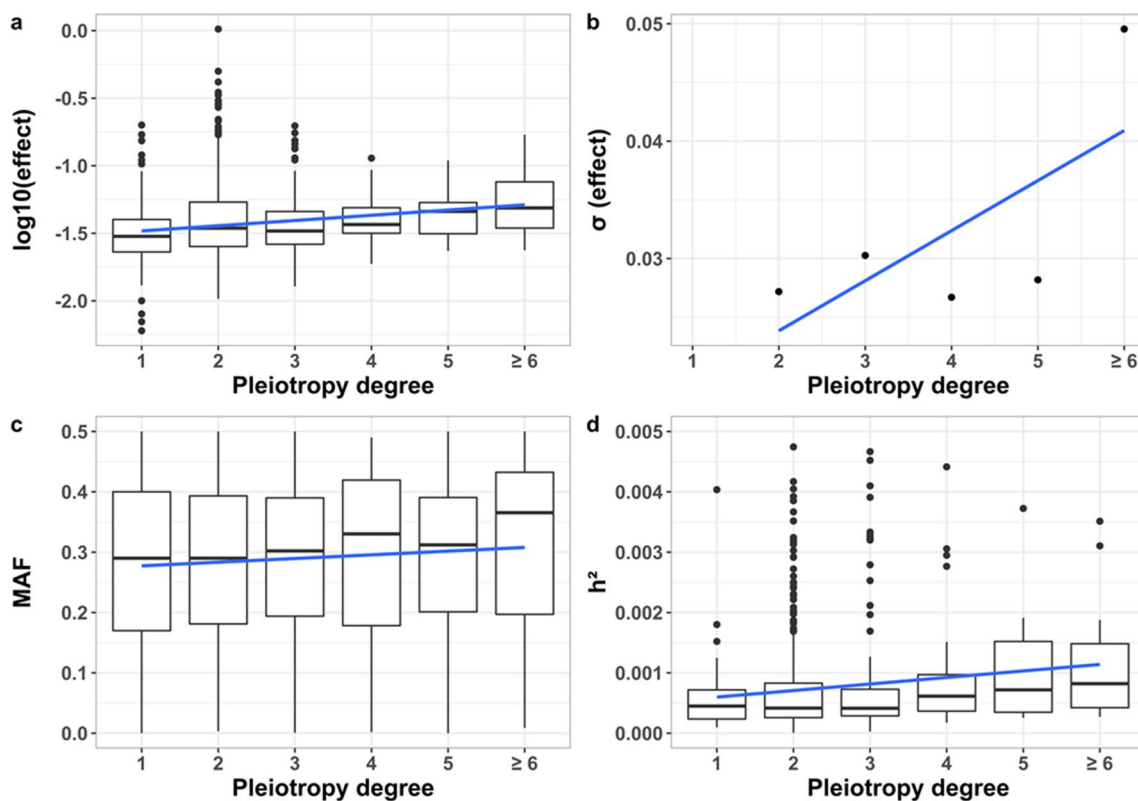 a
log10(effect)
0.0
-0.5
-1.0
-1.5
-2.0
1 2 3 4 5 ≥ 6
Pleiotropy degree
b
σ (effect)
0.05
0.04
0.03
1 2 3 4 5 ≥ 6
Pleiotropy degree
c
MAF
0.5
0.4
0.3
0.2
0.1
0.0
1 2 3 4 5 ≥ 6
Pleiotropy degree
d
h²
0.005
0.004
0.003
0.002
0.001
0.000
1 2 3 4 5 ≥ 6
Pleiotropy degree